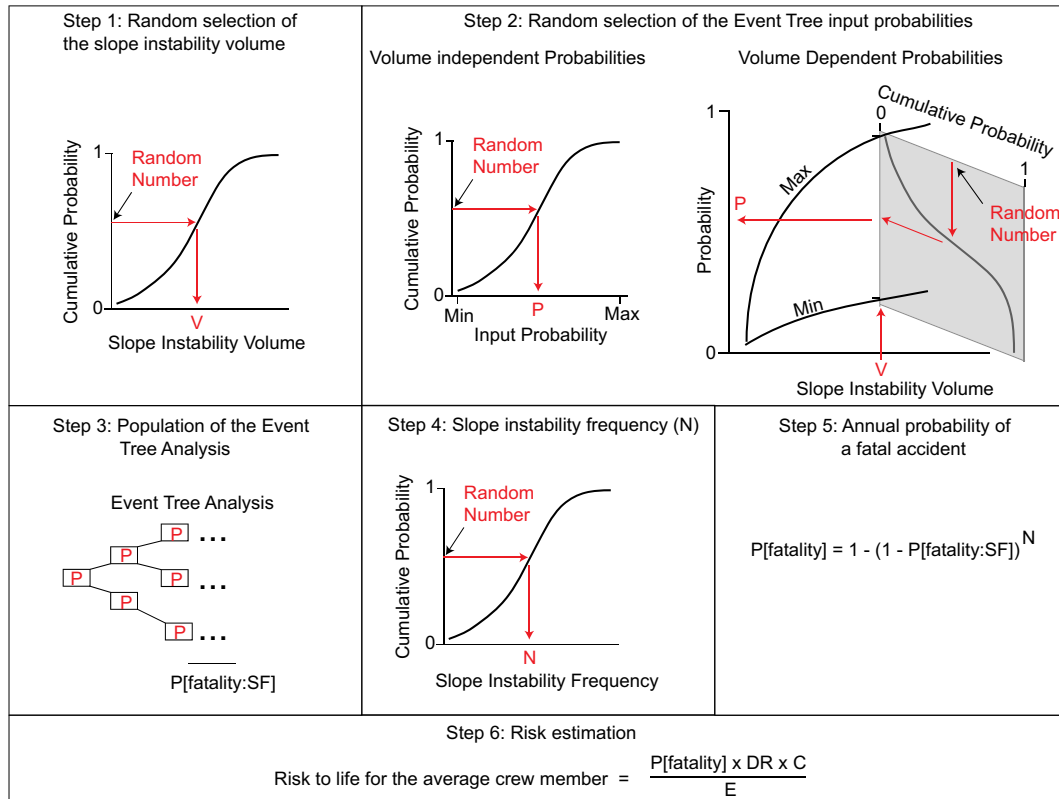 Step 1: Random selection of
the slope instability volume
1
Random
Number
Cumulative Probability
0
V
Slope Instability Volume
Step 2: Random selection of the Event Tree input probabilities
Volume independent Probabilities
1
Random
Number
Cumulative Probability
0
Min
P
Max
Input Probability
Volume Dependent Probabilities
0
Cumulative Probability
1
1
Max
P
Random
Number
Probability
Min
0
V
Slope Instability Volume
Step 3: Population of the Event
Tree Analysis
Event Tree Analysis
P ...
P
P
P ...
P
P ...
P[fatality:SF]
Step 4: Slope instability frequency (N)
1
Random
Number
Cumulative Probability
0
N
Slope Instability Frequency
Step 5: Annual probability of
a fatal accident
P[fatality] = 1 - (1 - P[fatality:SF])^N
Step 6: Risk estimation
Risk to life for the average crew member = P[fatality] x DR x C
E